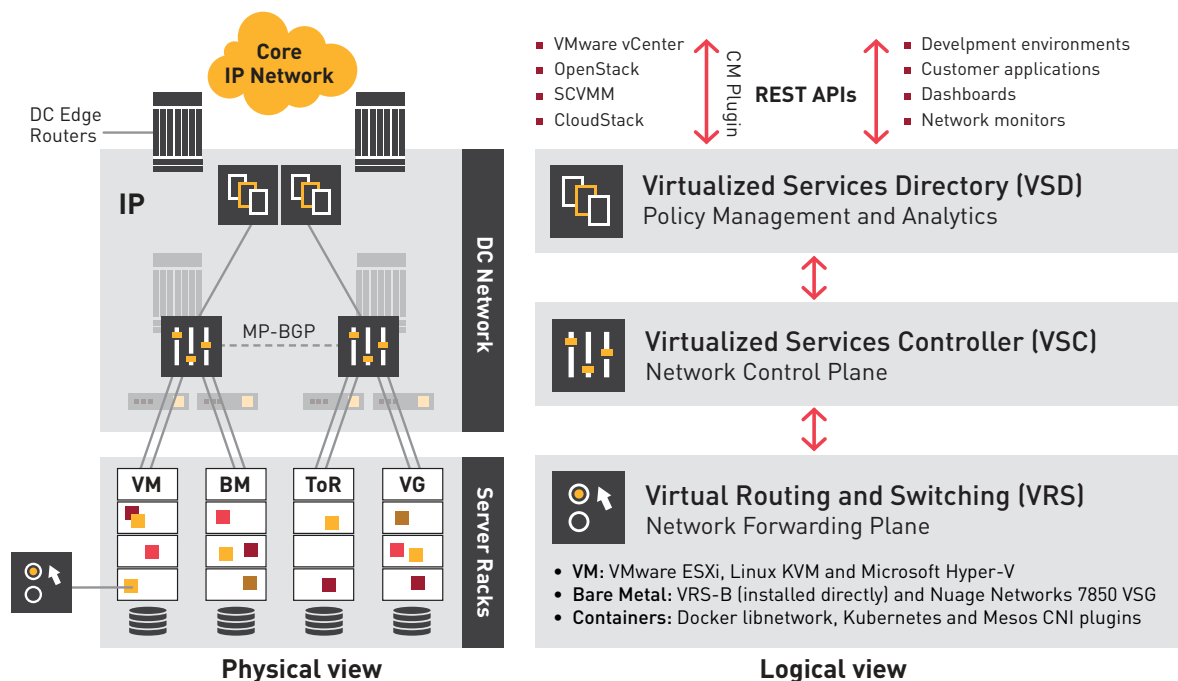 Core
IP Network
DC Edge
Routers
IP
MP-BGP
DC Network
VM
BM
ToR
VG
Server Racks
Physical view
VMware vCenter
OpenStack
SCVMM
CloudStack
CM Plugin
REST APIs
Develpment environments
Customer applications
Dashboards
Network monitors
Virtualized Services Directory (VSD)
Policy Management and Analytics
Virtualized Services Controller (VSC)
Network Control Plane
Virtual Routing and Switching (VRS)
Network Forwarding Plane
• VM: VMware ESXi, Linux KVM and Microsoft Hyper-V
• Bare Metal: VRS-B (installed directly) and Nuage Networks 7850 VSG
• Containers: Docker libnetwork, Kubernetes and Mesos CNI plugins
Logical view